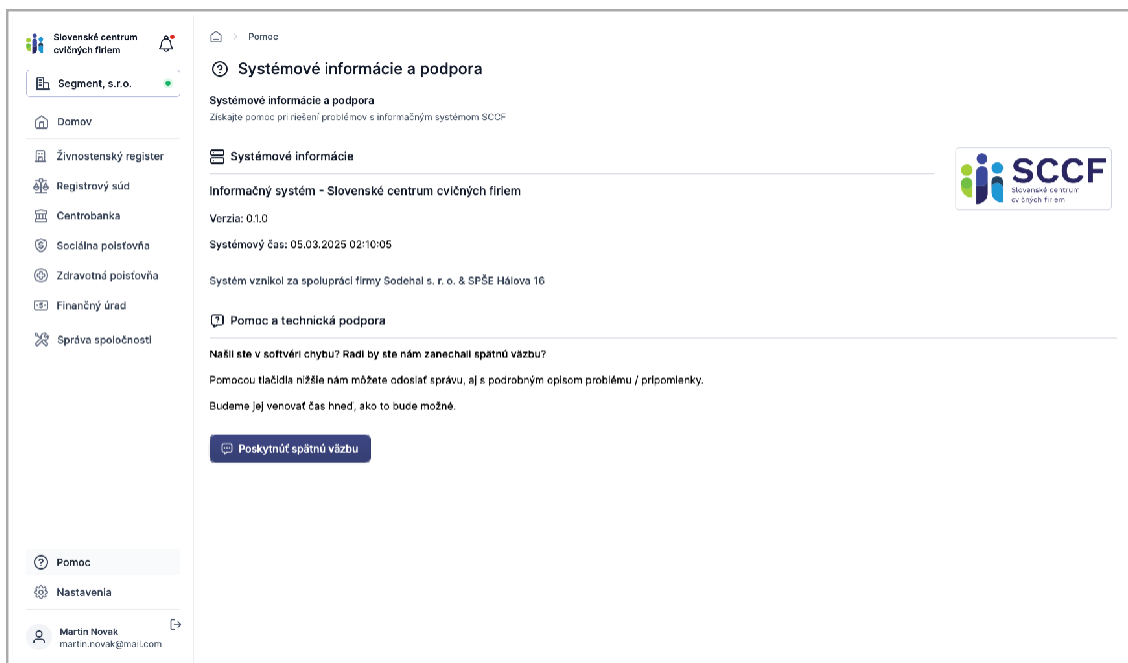 Slovenské centrum
cvičných firiem
Segment, s.r.o.
Domov
Živnostenský register
Registrový súd
Centrobanka
Sociálna poisťovňa
Zdravotná poisťovňa
Finančný úrad
Správa spoločnosti
Pomoc
Nastavenia
Martin Novak
martin.novak@mail.com
Pomoc
Systémové informácie a podpora
Systémové informácie a podpora
Získajte pomoc pri riešení problémov s informačným systémom SCCF
Systémové informácie
Informačný systém - Slovenské centrum cvičných firiem
Verzia: 0.1.0
Systémový čas: 05.03.2025 02:10:05
Systém vznikol za spolupráci firmy Sodehal s. r. o. & SPŠE Hálova 16
SCCF
Slovenské centrum
cvičných firiem
Pomoc a technická podpora
Našli ste v softvéri chybu? Radi by ste nám zanechali spätnú väzbu?
Pomocou tlačidla nižšie nám môžete odoslať správu, aj s podrobným opisom problému / pripomienky.
Budeme jej venovať čas hneď, ako to bude možné.
Poskytnúť spätnú väzbu